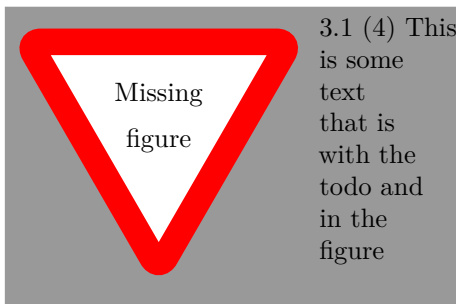 Missing
figure
3.1 (4) This
is some
text
that is
with the
todo and
in the
figure